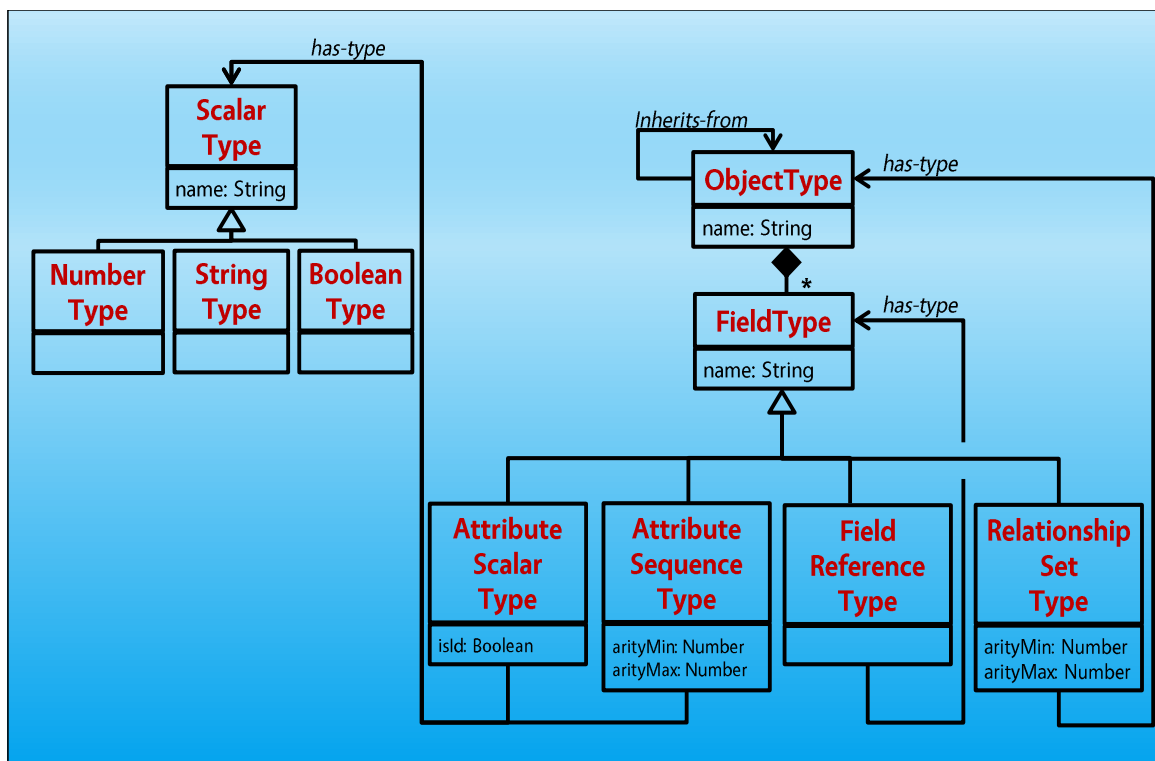 has-type
Scalar
Type
name: String
Number
Type
String
Type
Boolean
Type
Inherits-from
ObjectType
name: String
has-type
*
FieldType
name: String
has-type
Attribute
Scalar
Type
isId: Boolean
Attribute
Sequence
Type
arityMin: Number
arityMax: Number
Field
Reference
Type
Relationship
Set
Type
arityMin: Number
arityMax: Number